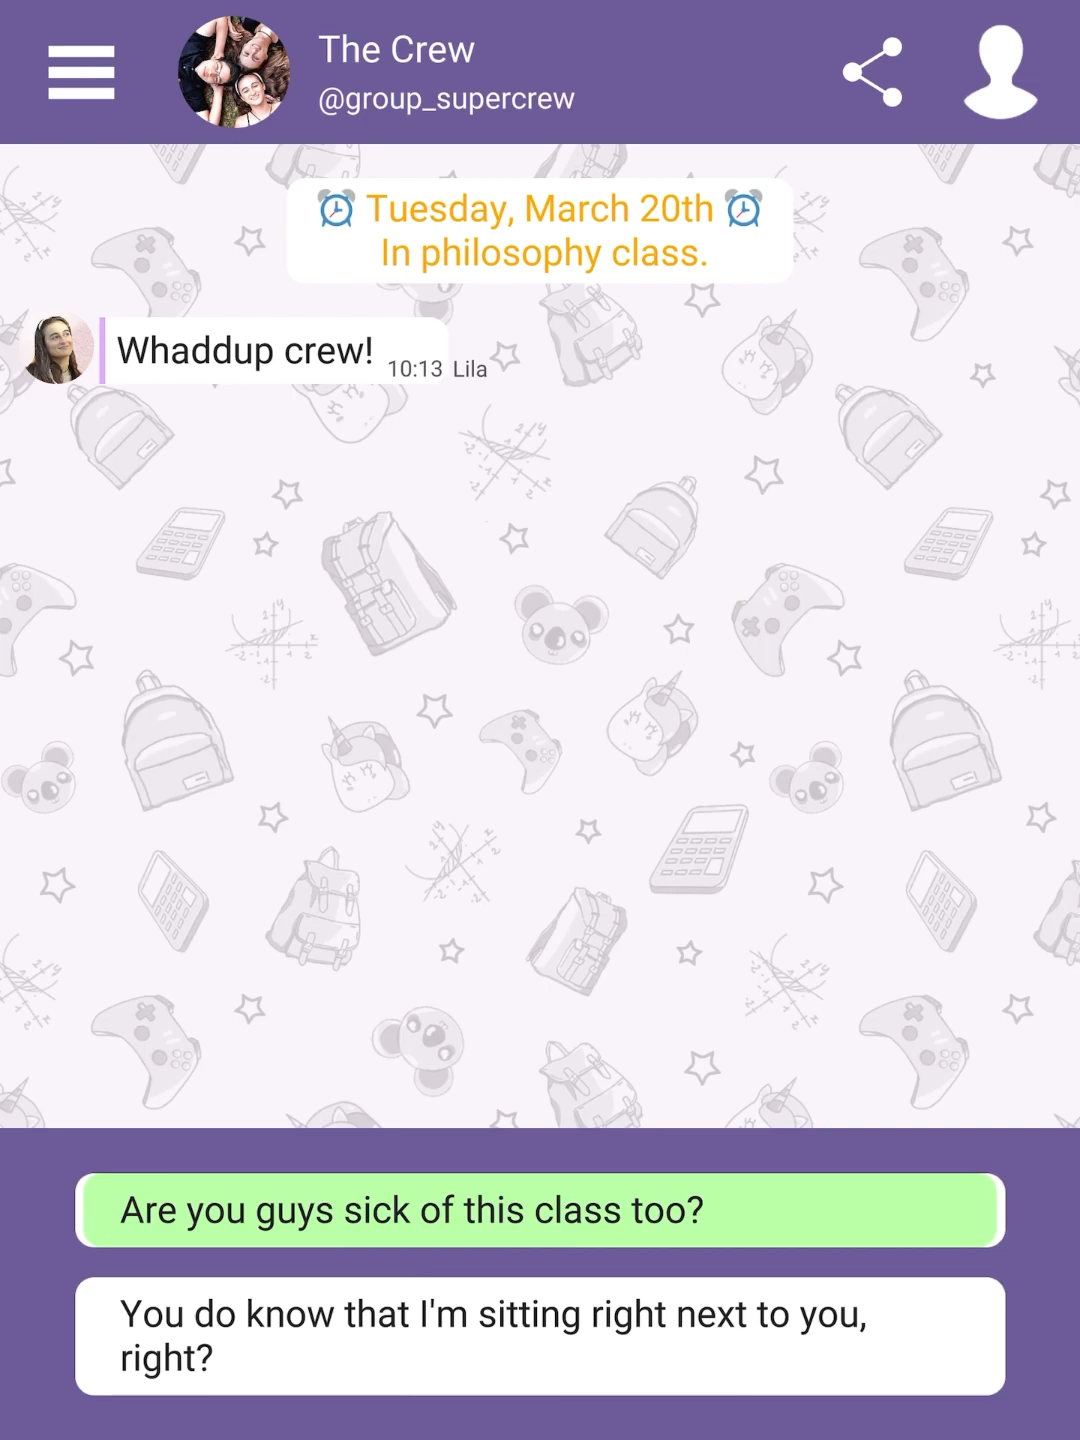 The Crew
@group_supercrew
Tuesday, March 20th
In philosophy class.
Whaddup crew!
10:13 Lila
Are you guys sick of this class too?
You do know that I'm sitting right next to you,
right?